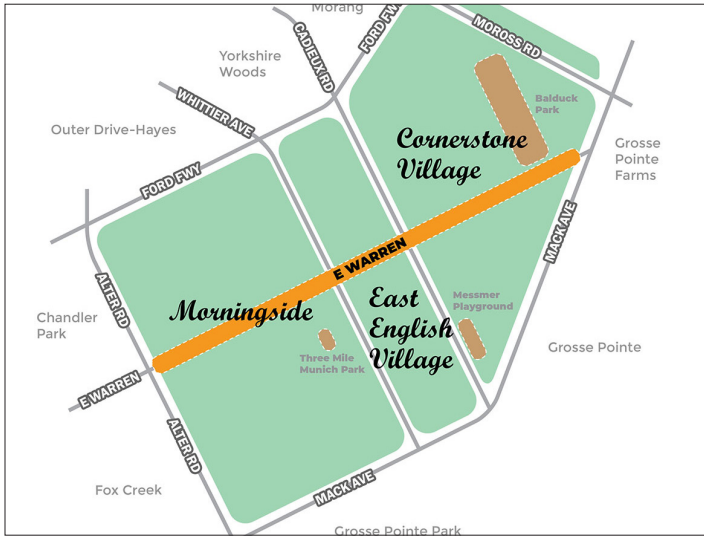 Morang
FORD FWY
MOROSS RD
CADIEUX RD
Yorkshire
Woods
WHITTIER AVE
Balduck
Park
Outer Drive-Hayes
Cornerstone
Village
Grosse
Pointe
Farms
FORD FWY
E WARREN
MACK AVE
ALTER RD
Morningside
East
English
Village
Messmer
Playground
Chandler
Park
Three Mile
Munich Park
Grosse Pointe
E WARREN
ALTER RD
MACK AVE
Fox Creek
Grosse Pointe Park